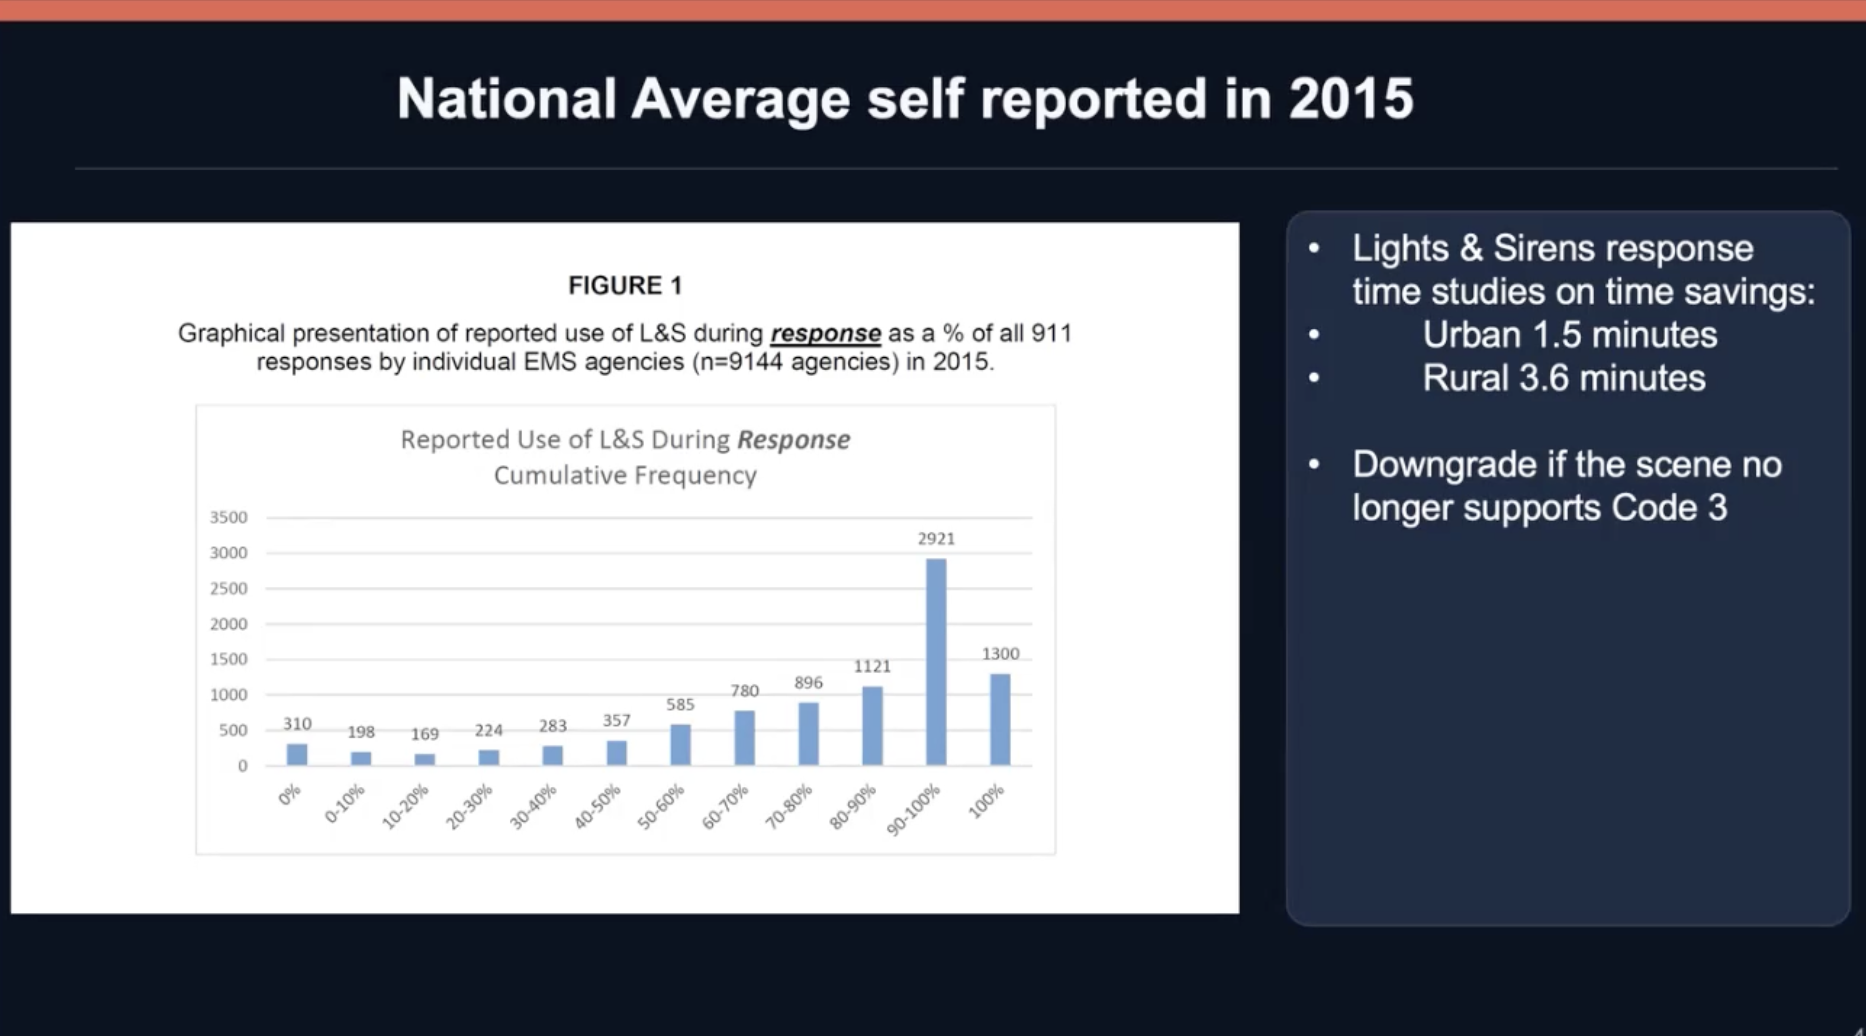 National Average self reported in 2015
FIGURE 1
Graphical presentation of reported use of L&S during response as a % of all 911
responses by individual EMS agencies (n=9144 agencies) in 2015.
Reported Use of L&S During Response
Cumulative Frequency
3500
3000
2500
2000
1500
1000
500
0
310
198
169
224
283
357
585
780
896
1121
2921
1300
0%
0-10%
10-20%
20-30%
30-40%
40-50%
50-60%
60-70%
70-80%
80-90%
90-100%
100%
• Lights & Sirens response
time studies on time savings:
• Urban 1.5 minutes
• Rural 3.6 minutes
• Downgrade if the scene no
longer supports Code 3